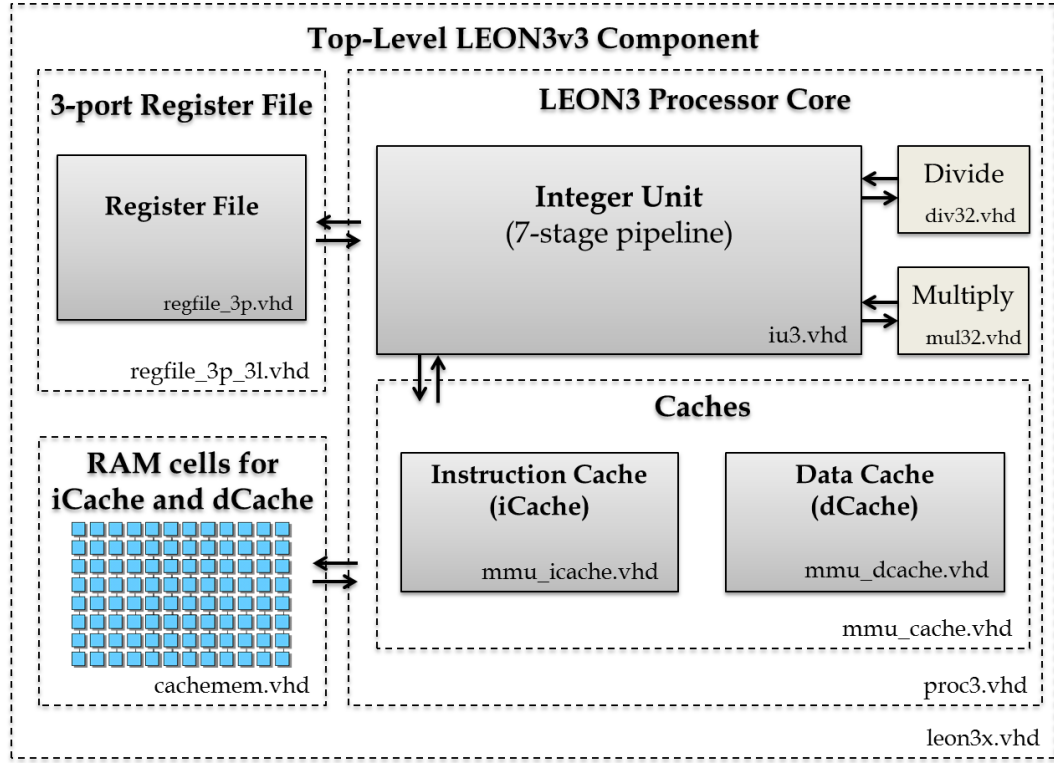 Top-Level LEON3v3 Component
3-port Register File
Register File
regfile_3p.vhd
regfile_3p_3l.vhd
LEON3 Processor Core
Integer Unit
(7-stage pipeline)
iu3.vhd
Divide
div32.vhd
Multiply
mul32.vhd
RAM cells for
iCache and dCache
cachemem.vhd
Caches
Instruction Cache
(iCache)
mmu_icache.vhd
Data Cache
(dCache)
mmu_dcache.vhd
mmu_cache.vhd
proc3.vhd
leon3x.vhd